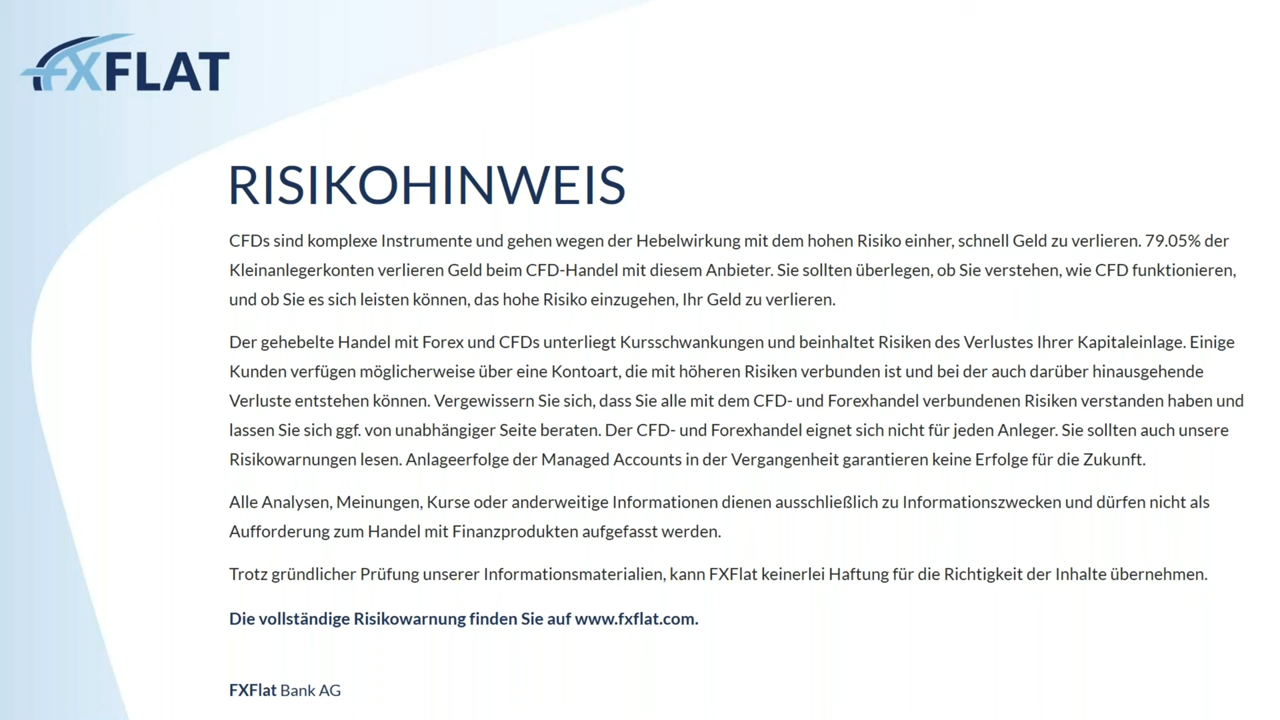 FXFLAT
RISIKOHINWEIS
CFDs sind komplexe Instrumente und gehen wegen der Hebelwirkung mit dem hohen Risiko einher, schnell Geld zu verlieren. 79.05% der
Kleinanlegerkonten verlieren Geld beim CFD-Handel mit diesem Anbieter. Sie sollten überlegen, ob Sie verstehen, wie CFD funktionieren,
und ob Sie es sich leisten können, das hohe Risiko einzugehen, Ihr Geld zu verlieren.
Der gehebelte Handel mit Forex und CFDs unterliegt Kursschwankungen und beinhaltet Risiken des Verlustes Ihrer Kapitaleinlage. Einige
Kunden verfügen möglicherweise über eine Kontoart, die mit höheren Risiken verbunden ist und bei der auch darüber hinausgehende
Verluste entstehen können. Vergewissern Sie sich, dass Sie alle mit dem CFD- und Forexhandel verbundenen Risiken verstanden haben und
lassen Sie sich ggf. von unabhängiger Seite beraten. Der CFD- und Forexhandel eignet sich nicht für jeden Anleger. Sie sollten auch unsere
Risikowarnungen lesen. Anlageerfolge der Managed Accounts in der Vergangenheit garantieren keine Erfolge für die Zukunft.
Alle Analysen, Meinungen, Kurse oder anderweitige Informationen dienen ausschließlich zu Informationszwecken und dürfen nicht als
Aufforderung zum Handel mit Finanzprodukten aufgefasst werden.
Trotz gründlicher Prüfung unserer Informationsmaterialien, kann FXFlat keinerlei Haftung für die Richtigkeit der Inhalte übernehmen.
Die vollständige Risikowarnung finden Sie auf www.fxflat.com.
FXFlat Bank AG